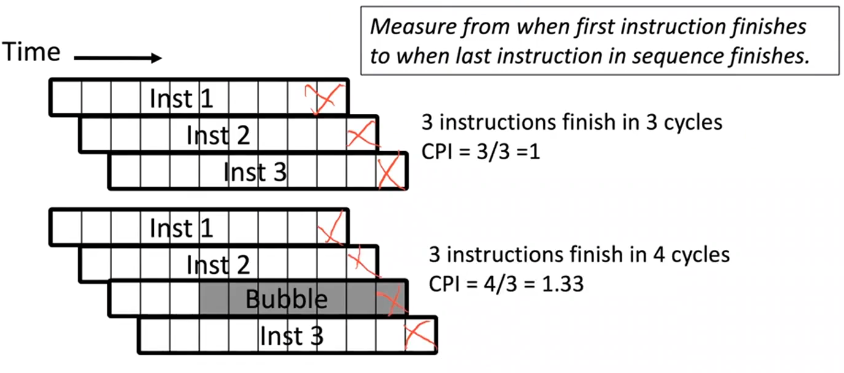 Measure from when first instruction finishes
to when last instruction in sequence finishes.
Time
Inst 1
Inst 2
Inst 3
3 instructions finish in 3 cycles
CPI = 3/3 =1
Inst 1
Inst 2
Bubble
Inst 3
3 instructions finish in 4 cycles
CPI = 4/3 = 1.33